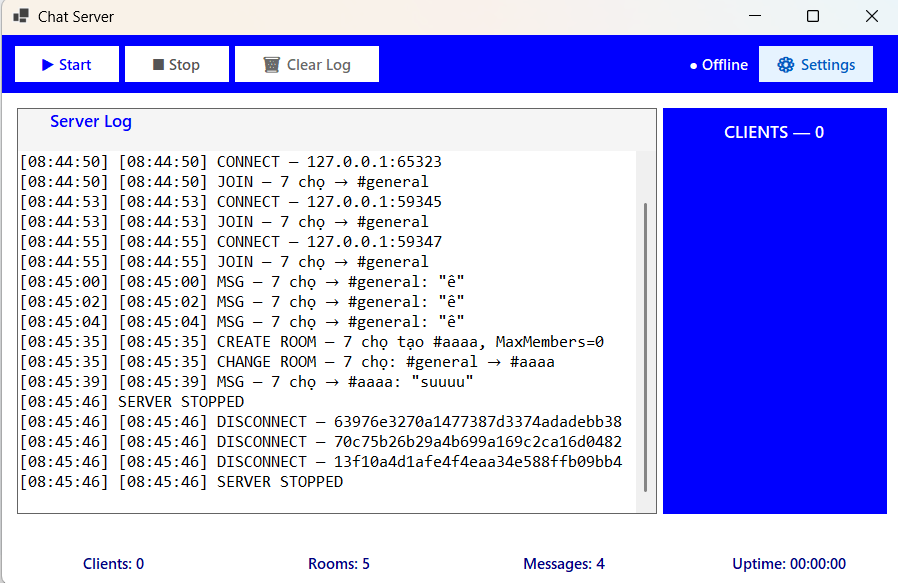 Chat Server
Start
Stop
Clear Log
● Offline
Settings
Server Log
CLIENTS — 0
[08:44:50] [08:44:50] CONNECT — 127.0.0.1:65323
[08:44:50] [08:44:50] JOIN — 7 chọ → #general
[08:44:53] [08:44:53] CONNECT — 127.0.0.1:59345
[08:44:53] [08:44:53] JOIN — 7 chọ → #general
[08:44:55] [08:44:55] CONNECT — 127.0.0.1:59347
[08:44:55] [08:44:55] JOIN — 7 chọ → #general
[08:45:00] [08:45:00] MSG — 7 chọ → #general: "ê"
[08:45:02] [08:45:02] MSG — 7 chọ → #general: "ê"
[08:45:04] [08:45:04] MSG — 7 chọ → #general: "ê"
[08:45:35] [08:45:35] CREATE ROOM — 7 chọ tạo #aaaa, MaxMembers=0
[08:45:35] [08:45:35] CHANGE ROOM — 7 chọ: #general → #aaaa
[08:45:39] [08:45:39] MSG — 7 chọ → #aaaa: "suuuu"
[08:45:46] SERVER STOPPED
[08:45:46] [08:45:46] DISCONNECT — 63976e3270a1477387d3374adadebb38
[08:45:46] [08:45:46] DISCONNECT — 70c75b26b29a4b699a169c2ca16d0482
[08:45:46] [08:45:46] DISCONNECT — 13f10a4d1afe4f4eaa34e588ffb09bb4
[08:45:46] [08:45:46] SERVER STOPPED
Clients: 0
Rooms: 5
Messages: 4
Uptime: 00:00:00